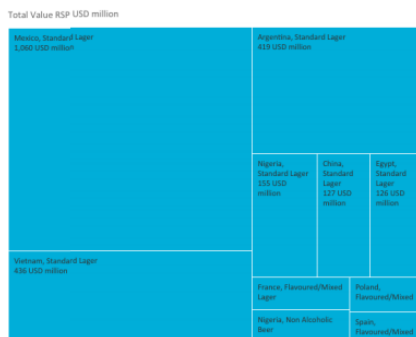 Total Value RSP USD million
Mexico, Standard Lager
1,060 USD million
Argentina, Standard Lager
419 USD million
Nigeria,
Standard Lager
155 USD
million
China,
Standard
Lager
127 USD
million
Egypt,
Standard
Lager
126 USD
million
Vietnam, Standard Lager
436 USD million
France, Flavoured/Mixed
Lager
Poland,
Flavoured/Mixed
Nigeria, Non Alcoholic
Beer
Spain,
Flavoured/Mixed